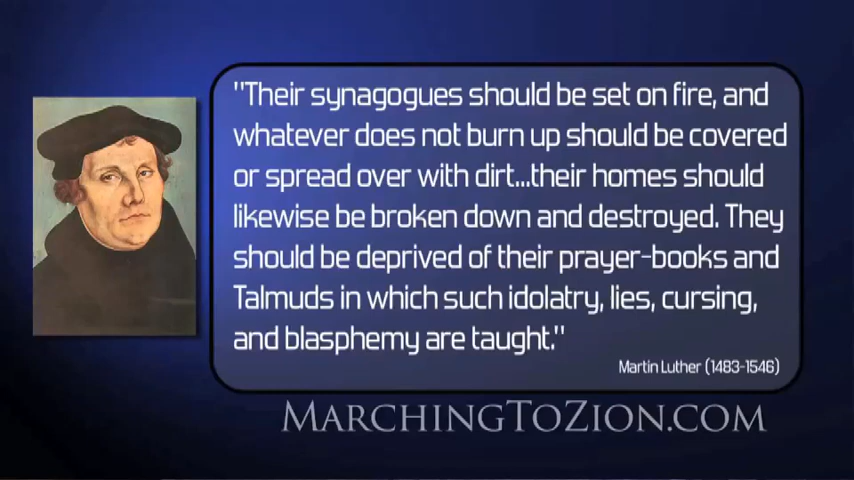 "Their synagogues should be set on fire, and
whatever does not burn up should be covered
or spread over with dirt...their homes should
likewise be broken down and destroyed. They
should be deprived of their prayer-books and
Talmuds in which such idolatry, lies, cursing,
and blasphemy are taught."
Martin Luther (1483-1546)
MARCHINGTOZION.COM